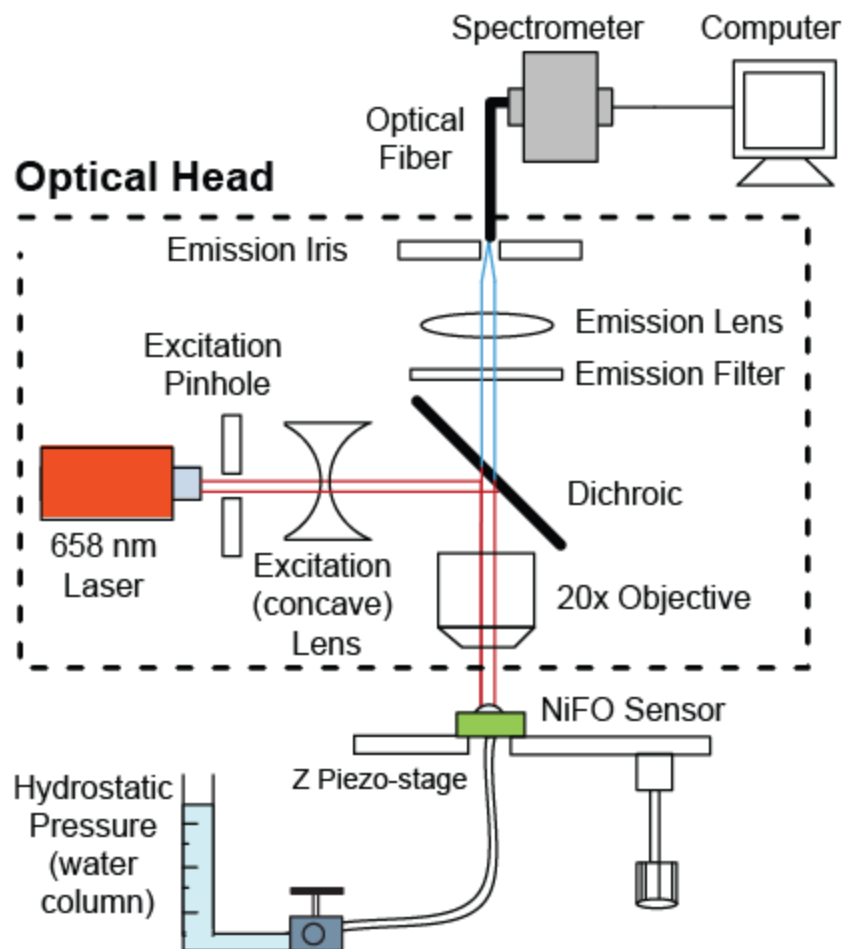 Spectrometer
Computer
Optical
Fiber
Optical Head
Emission Iris
Emission Lens
Excitation
Pinhole
Emission Filter
Dichroic
658 nm
Laser
Excitation
(concave)
Lens
20x Objective
NiFO Sensor
Z Piezo-stage
Hydrostatic
Pressure
(water
column)